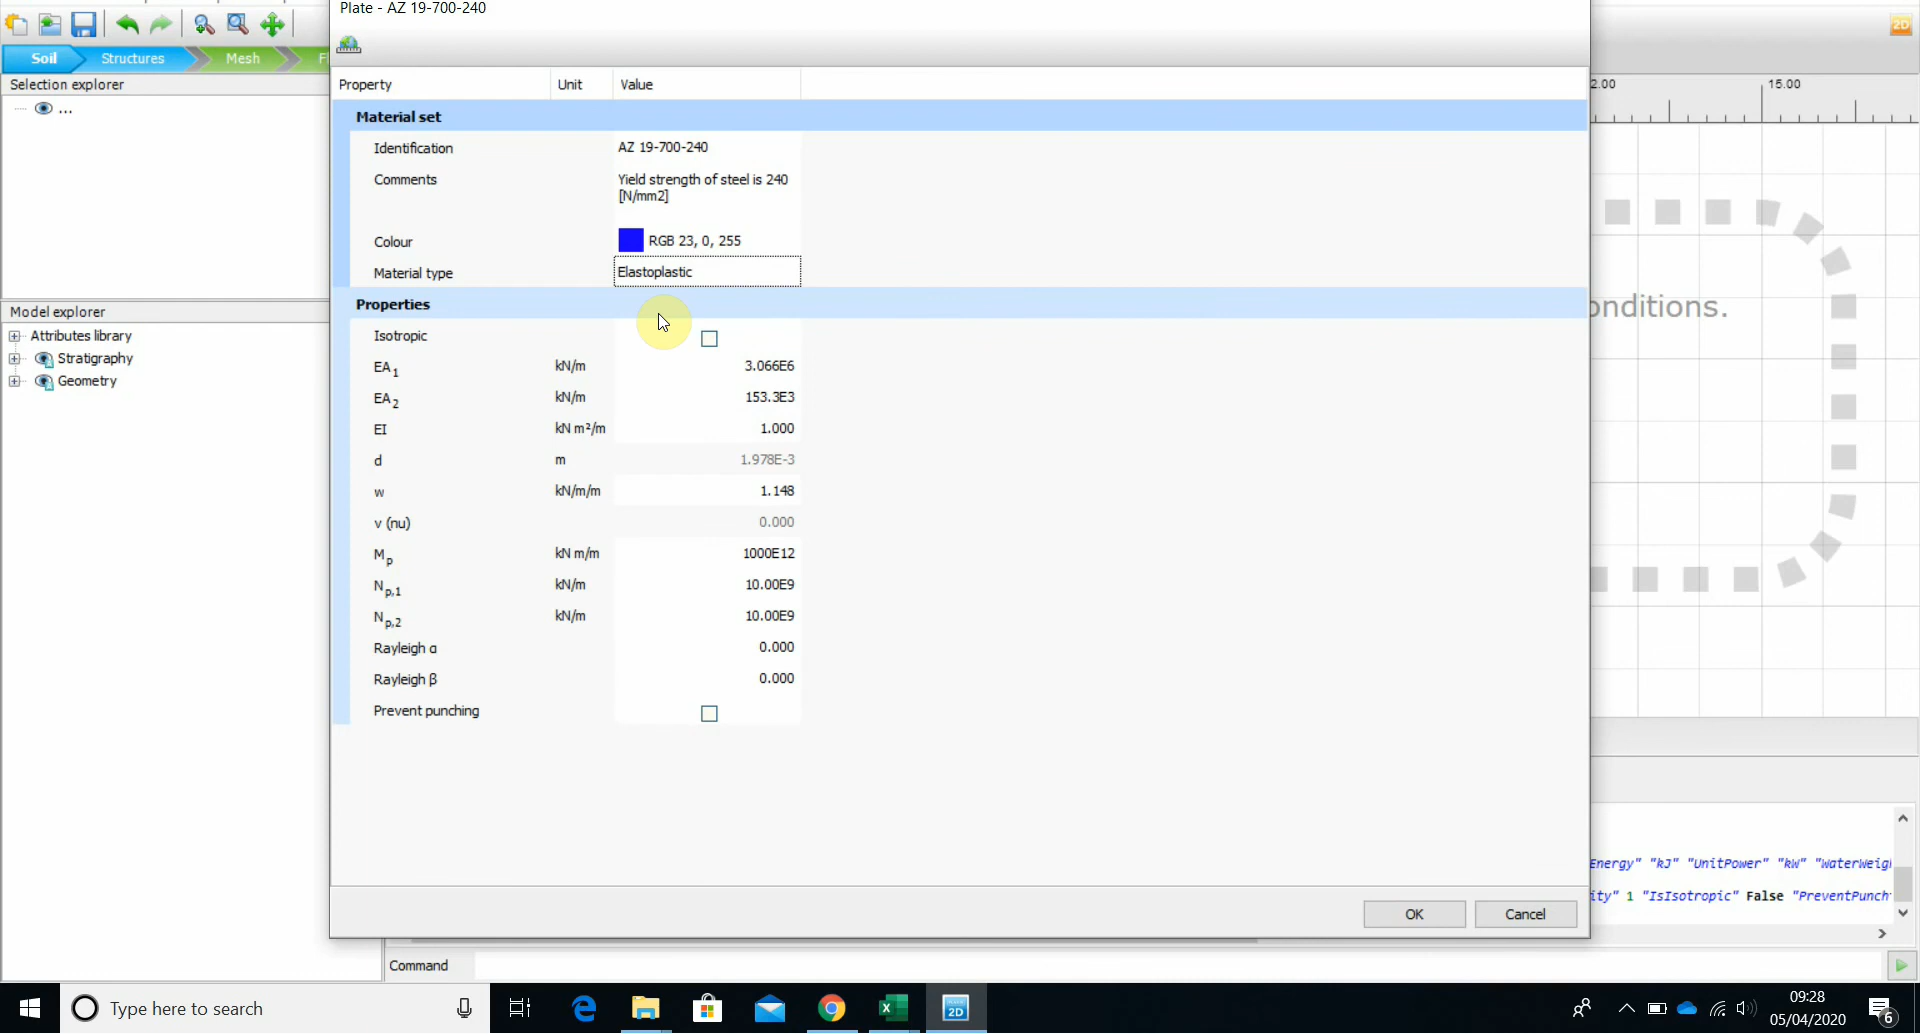 Plate - AZ 19-700-240
Soil
Structures
Mesh
Selection explorer
...
Property
Unit
Value
2.00
15.00
Material set
Identification
AZ 19-700-240
Comments
Yield strength of steel is 240
[N/mm2]
Colour
RGB 23, 0, 255
Material type
Elastoplastic
Model explorer
Attributes library
Stratigraphy
Geometry
Properties
onditions.
Isotropic
EA1
kN/m
3.066E6
EA2
kN/m
153.3E3
EI
kN m²/m
1.000
d
m
1.978E-3
w
kN/m/m
1.148
v (nu)
0.000
Mp
kN m/m
1000E12
Np,1
kN/m
10.00E9
Np,2
kN/m
10.00E9
Rayleigh α
0.000
Rayleigh β
0.000
Prevent punching
Energy" "kJ" "UnitPower" "kW" "WaterWeigh
ity" 1 "IsIsotropic" False "PreventPunch
OK
Cancel
Command
Type here to search
2D
09:28
05/04/2020
6